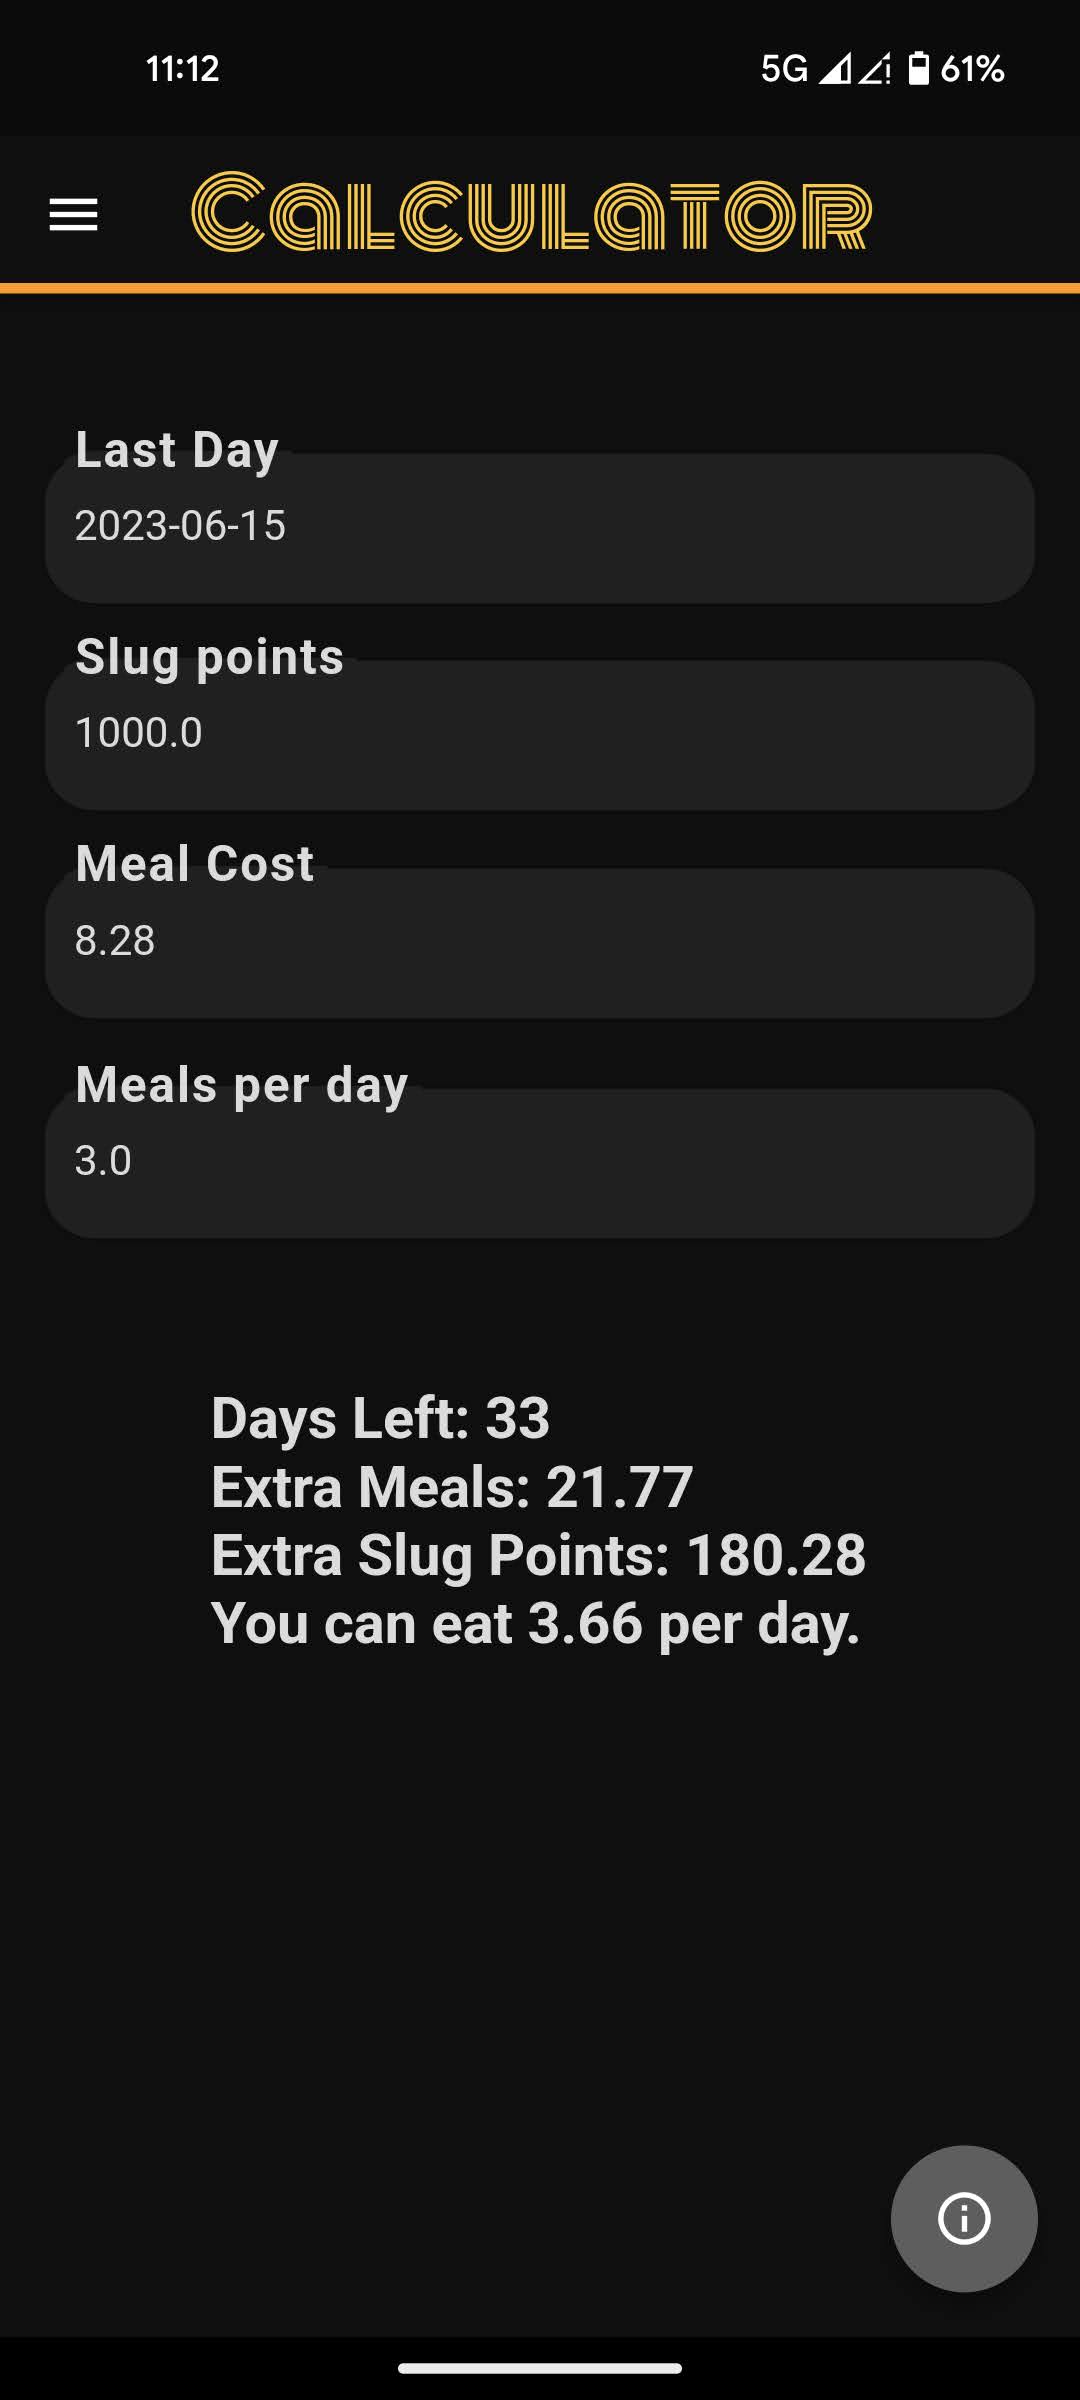 11:12 5G 61%
Calculator
Last Day
2023-06-15
Slug points
1000.0
Meal Cost
8.28
Meals per day
3.0
Days Left: 33
Extra Meals: 21.77
Extra Slug Points: 180.28
You can eat 3.66 per day.